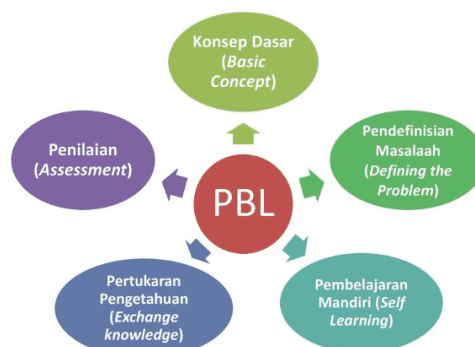 Konsep Dasar
(Basic
Concept)
Pendefinisian
Masalaah
(Defining the
Problem)
Pembelajaran
Mandiri (Self
Learning)
Pertukaran
Pengetahuan
(Exchange
knowledge)
Penilaian
(Assessment)
PBL